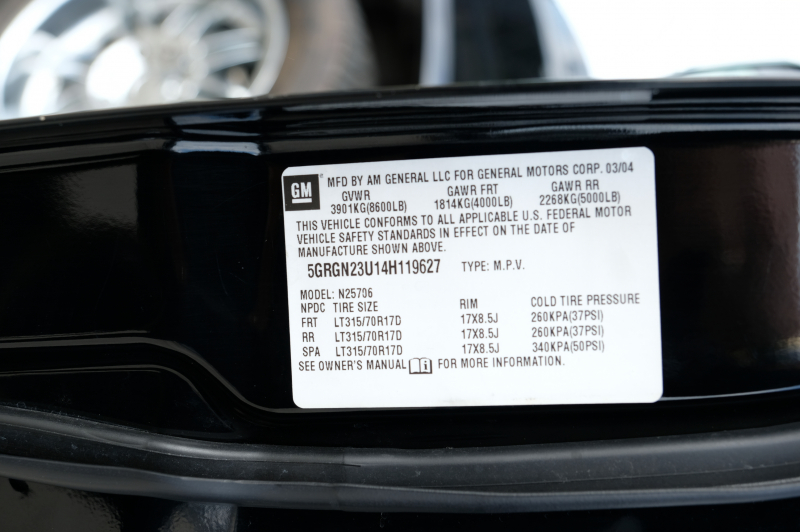 GM® MFD BY AM GENERAL LLC FOR GENERAL MOTORS CORP. 03/04
GVWR GAWR FRT GAWR RR
3901KG(8600LB) 1814KG(4000LB) 2268KG(5000LB)
THIS VEHICLE CONFORMS TO ALL APPLICABLE U.S. FEDERAL MOTOR
VEHICLE SAFETY STANDARDS IN EFFECT ON THE DATE OF
MANUFACTURE SHOWN ABOVE.
5GRGN23U14H119627 TYPE: M.P.V.
MODEL: N25706
NPDC TIRE SIZE RIM COLD TIRE PRESSURE
FRT LT315/70R17D 17X8.5J 260KPA(37PSI)
RR LT315/70R17D 17X8.5J 260KPA(37PSI)
SPA LT315/70R17D 17X8.5J 340KPA(50PSI)
SEE OWNER'S MANUAL FOR MORE INFORMATION.